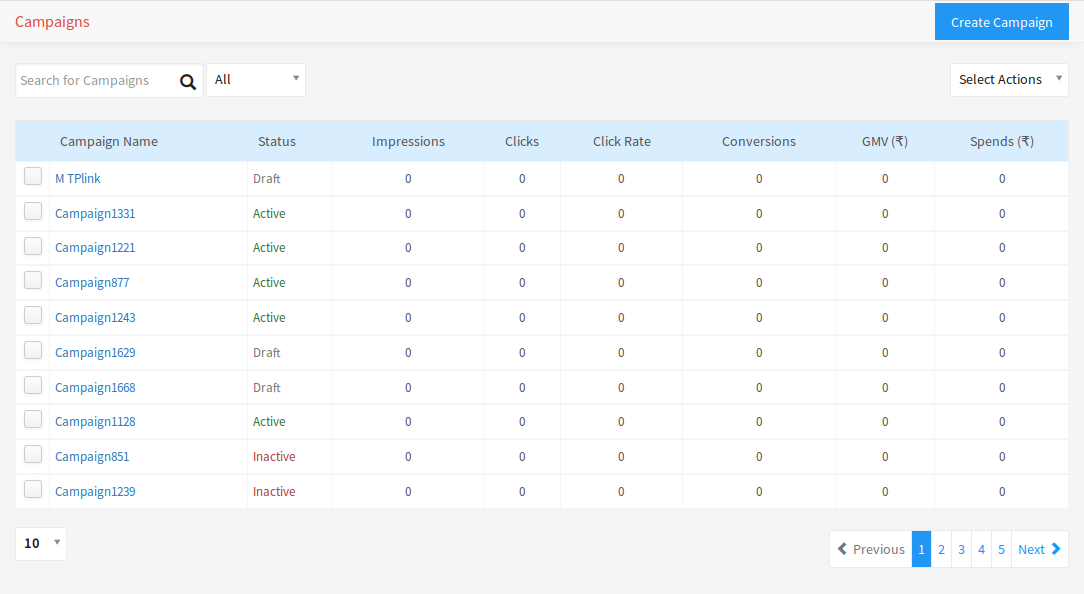 Campaigns Create Campaign
Search for Campaigns All Select Actions
Campaign Name Status Impressions Clicks Click Rate Conversions GMV (₹) Spends (₹)
M TPlink Draft 0 0 0 0 0 0
Campaign1331 Active 0 0 0 0 0 0
Campaign1221 Active 0 0 0 0 0 0
Campaign877 Active 0 0 0 0 0 0
Campaign1243 Active 0 0 0 0 0 0
Campaign1629 Draft 0 0 0 0 0 0
Campaign1668 Draft 0 0 0 0 0 0
Campaign1128 Active 0 0 0 0 0 0
Campaign851 Inactive 0 0 0 0 0 0
Campaign1239 Inactive 0 0 0 0 0 0
10 Previous 1 2 3 4 5 Next